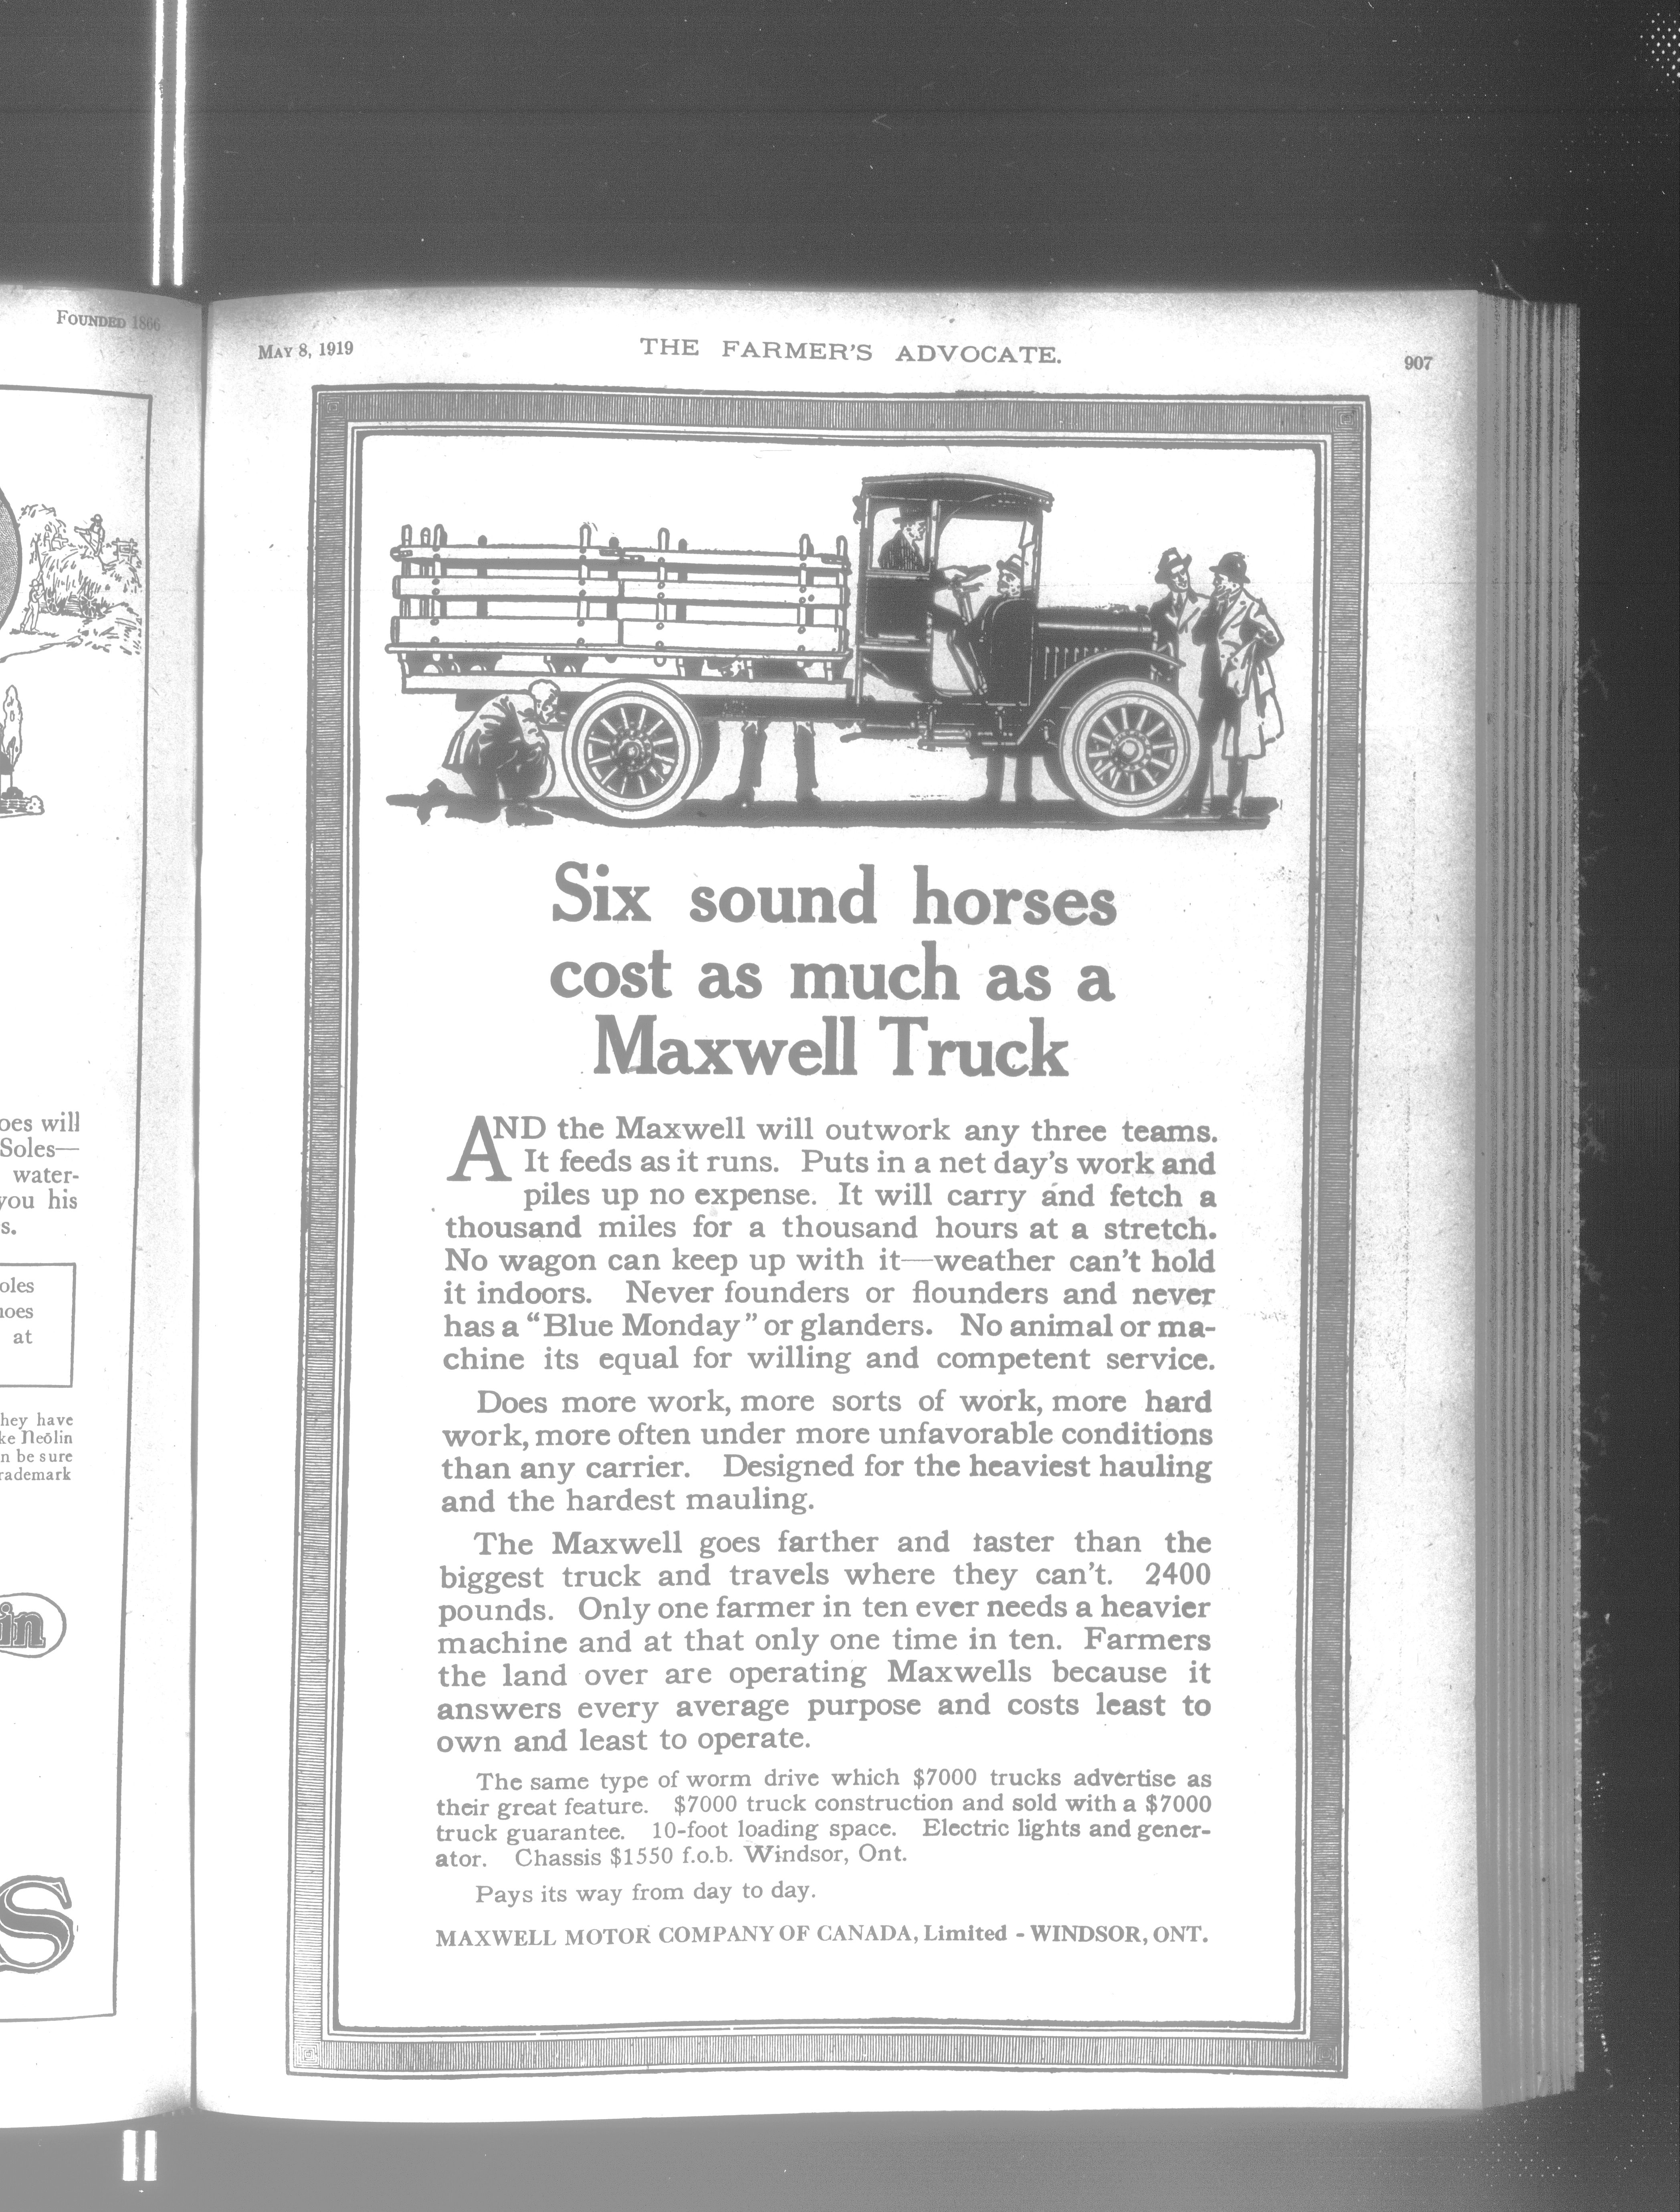 FOUNDED 1866
oes will
Soles—
water-
you his
s.
oles
hoes
at
hey have
ke Neōlin
n be sure
rademark
in
S
MAY 8, 1919
THE FARMER'S ADVOCATE.
907
Six sound horses
cost as much as a
Maxwell Truck
AND the Maxwell will outwork any three teams.
It feeds as it runs. Puts in a net day's work and
piles up no expense. It will carry and fetch a
thousand miles for a thousand hours at a stretch.
No wagon can keep up with it—weather can't hold
it indoors. Never founders or flounders and never
has a "Blue Monday" or glanders. No animal or ma-
chine its equal for willing and competent service.
Does more work, more sorts of work, more hard
work, more often under more unfavorable conditions
than any carrier. Designed for the heaviest hauling
and the hardest mauling.
The Maxwell goes farther and faster than the
biggest truck and travels where they can't. 2400
pounds. Only one farmer in ten ever needs a heavier
machine and at that only one time in ten. Farmers
the land over are operating Maxwells because it
answers every average purpose and costs least to
own and least to operate.
The same type of worm drive which $7000 trucks advertise as
their great feature. $7000 truck construction and sold with a $7000
truck guarantee. 10-foot loading space. Electric lights and gener-
ator. Chassis $1550 f.o.b. Windsor, Ont.
Pays its way from day to day.
MAXWELL MOTOR COMPANY OF CANADA, Limited - WINDSOR, ONT.